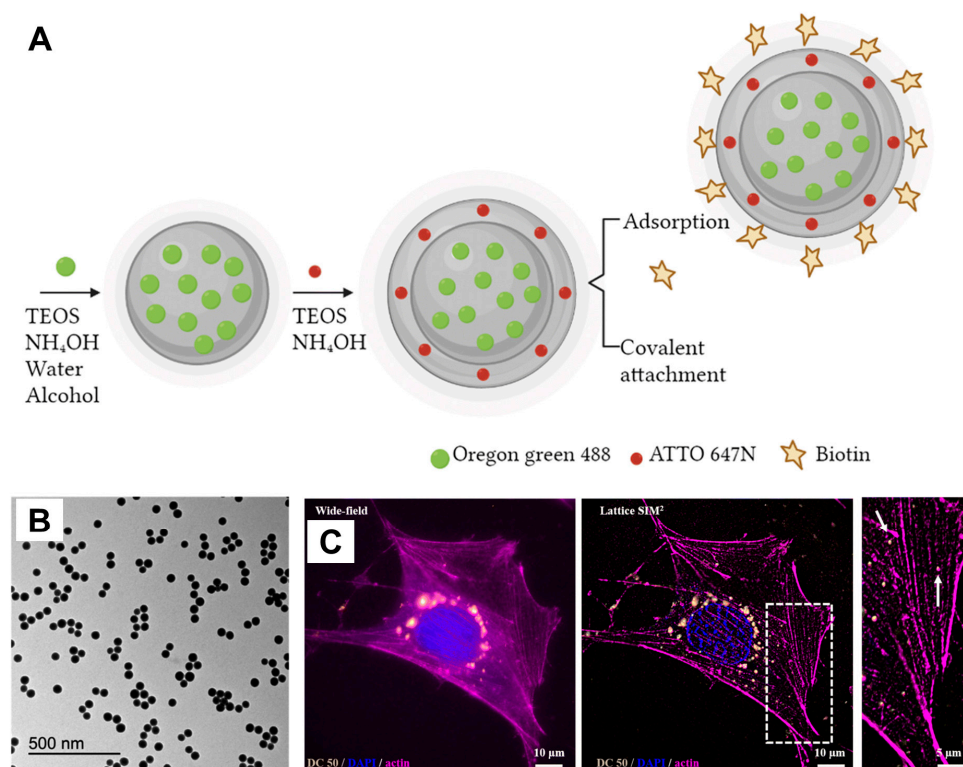 A
TEOS
NH₄OH
Water
Alcohol
TEOS
NH₄OH
Adsorption
Covalent
attachment
Oregon green 488
ATTO 647N
Biotin
B
500 nm
C
Wide-field
DC 50 / DAPI / actin
10 µm
Lattice SIM²
DC 50 / DAPI / actin
10 µm
5 µm